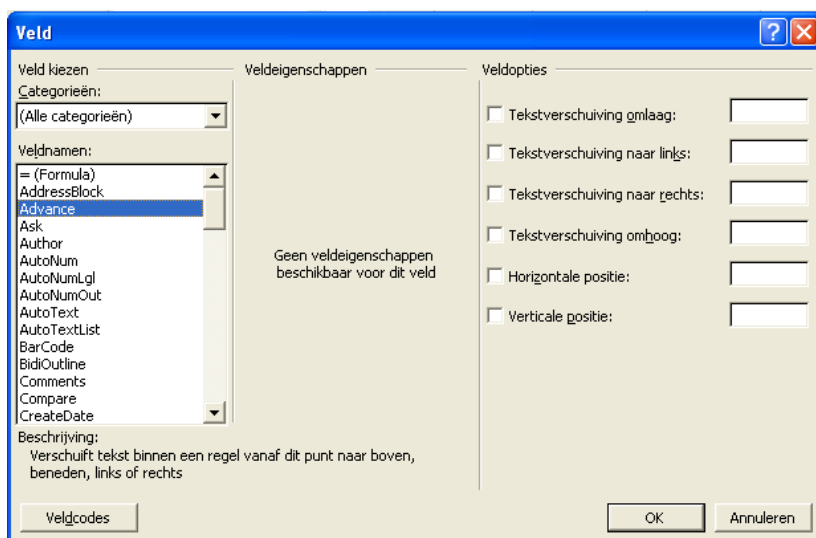 Veld
Veld kiezen
Categorieën:
(Alle categorieën)
Veldnamen:
= (Formula)
AddressBlock
Advance
Ask
Author
AutoNum
AutoNumLgl
AutoNumOut
AutoText
AutoTextList
BarCode
BidiOutline
Comments
Compare
CreateDate
Veldeigenschappen
Geen veldeigenschappen
beschikbaar voor dit veld
Veldopties
Tekstverschuiving omlaag:
Tekstverschuiving naar links:
Tekstverschuiving naar rechts:
Tekstverschuiving omhoog:
Horizontale positie:
Verticale positie:
Beschrijving:
Verschuift tekst binnen een regel vanaf dit punt naar boven,
beneden, links of rechts
Veldcodes
OK
Annuleren